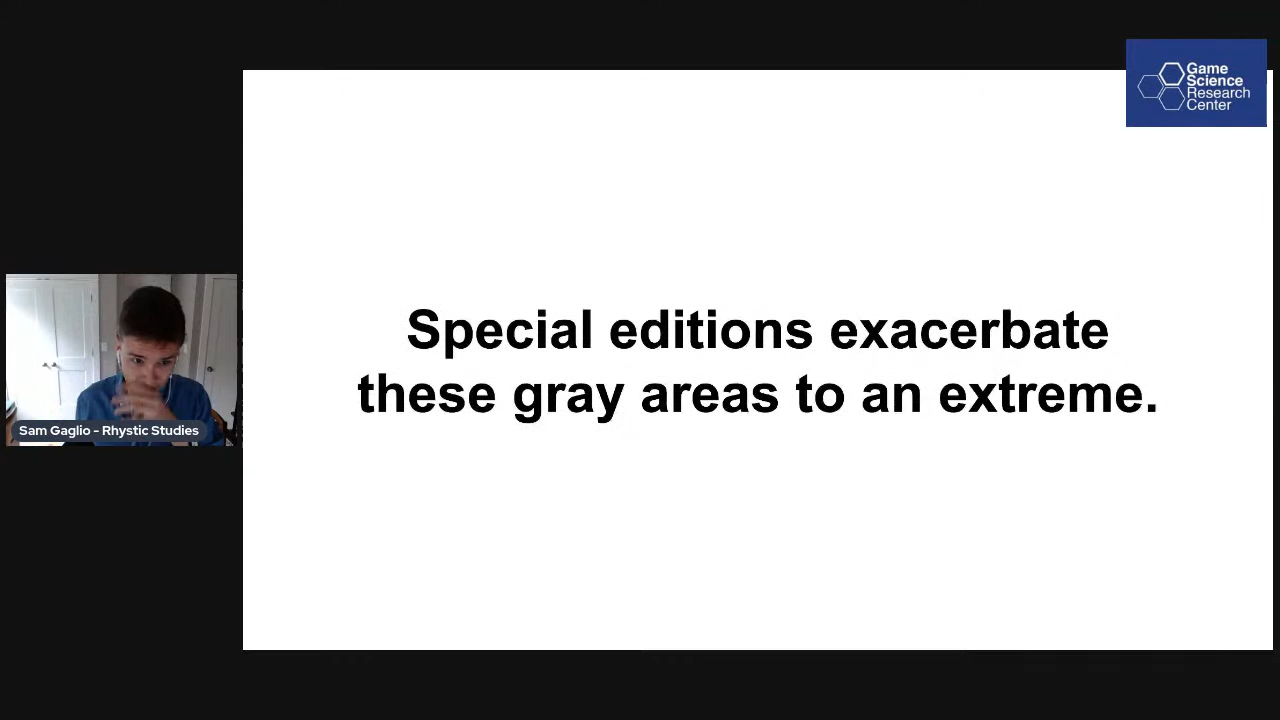 Game
Science
Research
Center
Special editions exacerbate
these gray areas to an extreme.
Sam Gaglio - Rhystic Studies